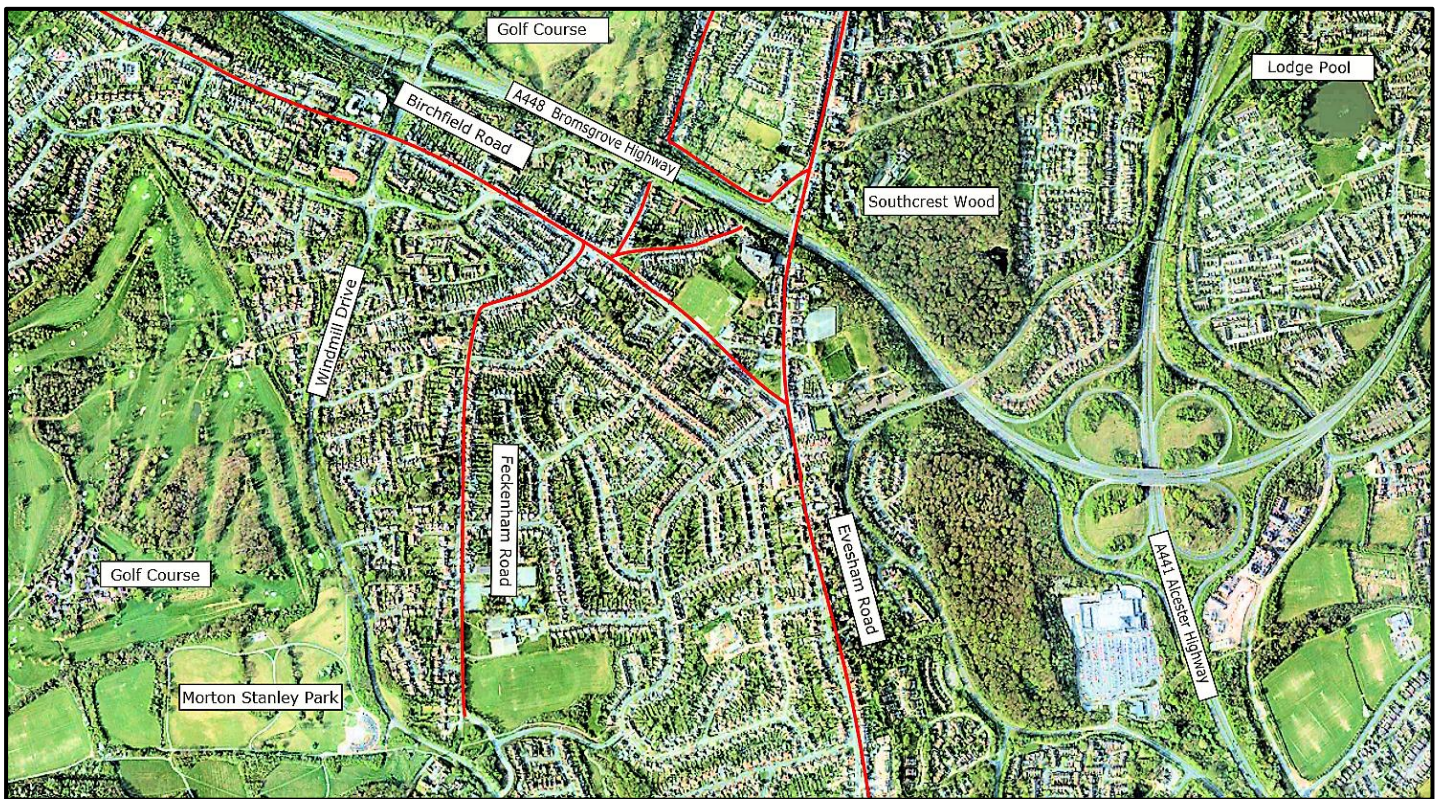 Golf Course
Lodge Pool
A448 Bromsgrove Highway
Birchfield Road
Southcrest Wood
Windmill Drive
Feckenham Road
Evesham Road
A441 Alcester Highway
Golf Course
Morton Stanley Park